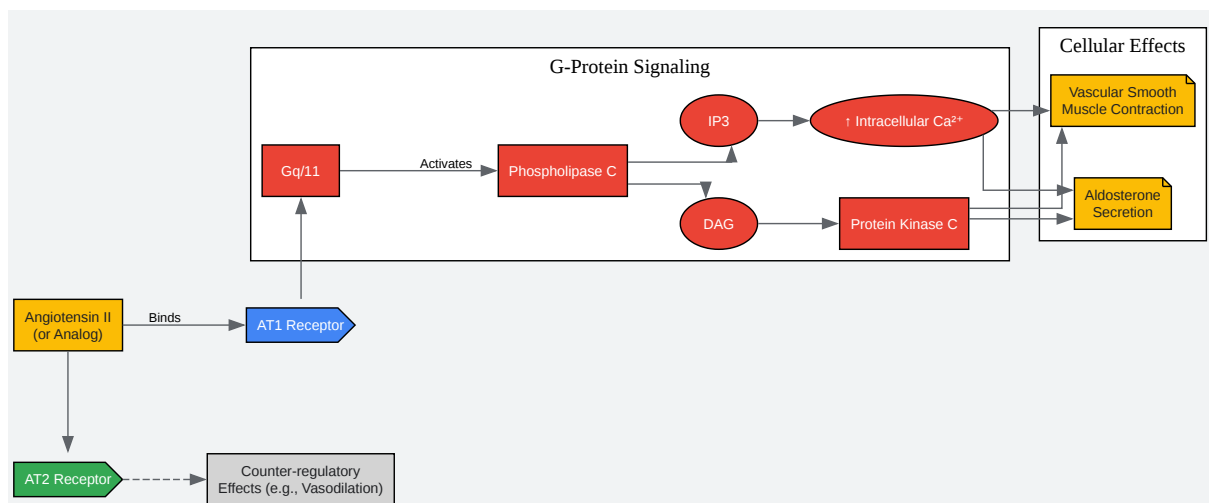 Cellular Effects
G-Protein Signaling
Vascular Smooth
Muscle Contraction
IP3
↑ Intracellular Ca²⁺
Gq/11
Activates
Phospholipase C
Aldosterone
Secretion
DAG
Protein Kinase C
Angiotensin II
(or Analog)
Binds
AT1 Receptor
AT2 Receptor
Counter-regulatory
Effects (e.g., Vasodilation)